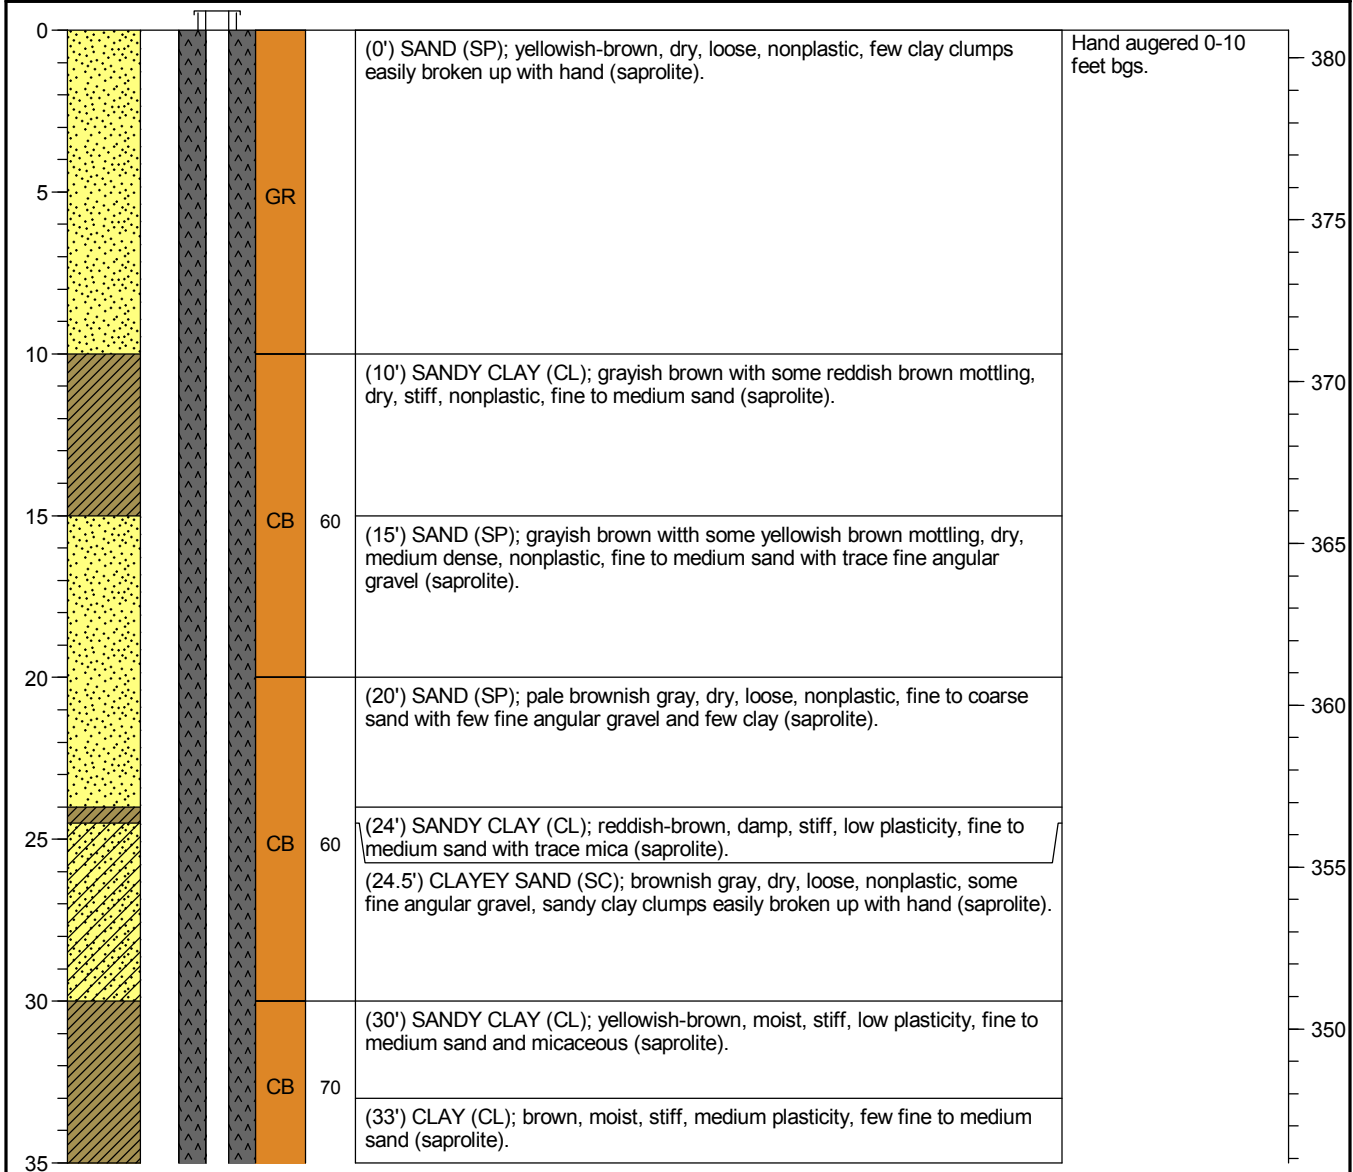 0
(0') SAND (SP); yellowish-brown, dry, loose, nonplastic, few clay clumps
easily broken up with hand (saprolite).
Hand augered 0-10
feet bgs.
380
5
GR
375
10
(10') SANDY CLAY (CL); grayish brown with some reddish brown mottling,
dry, stiff, nonplastic, fine to medium sand (saprolite).
370
15
CB
60
(15') SAND (SP); grayish brown witth some yellowish brown mottling, dry,
medium dense, nonplastic, fine to medium sand with trace fine angular
gravel (saprolite).
365
20
(20') SAND (SP); pale brownish gray, dry, loose, nonplastic, fine to coarse
sand with few fine angular gravel and few clay (saprolite).
360
(24') SANDY CLAY (CL); reddish-brown, damp, stiff, low plasticity, fine to
medium sand with trace mica (saprolite).
25
CB
60
(24.5') CLAYEY SAND (SC); brownish gray, dry, loose, nonplastic, some
fine angular gravel, sandy clay clumps easily broken up with hand (saprolite).
355
30
(30') SANDY CLAY (CL); yellowish-brown, moist, stiff, low plasticity, fine to
medium sand and micaceous (saprolite).
350
CB
70
(33') CLAY (CL); brown, moist, stiff, medium plasticity, few fine to medium
sand (saprolite).
35